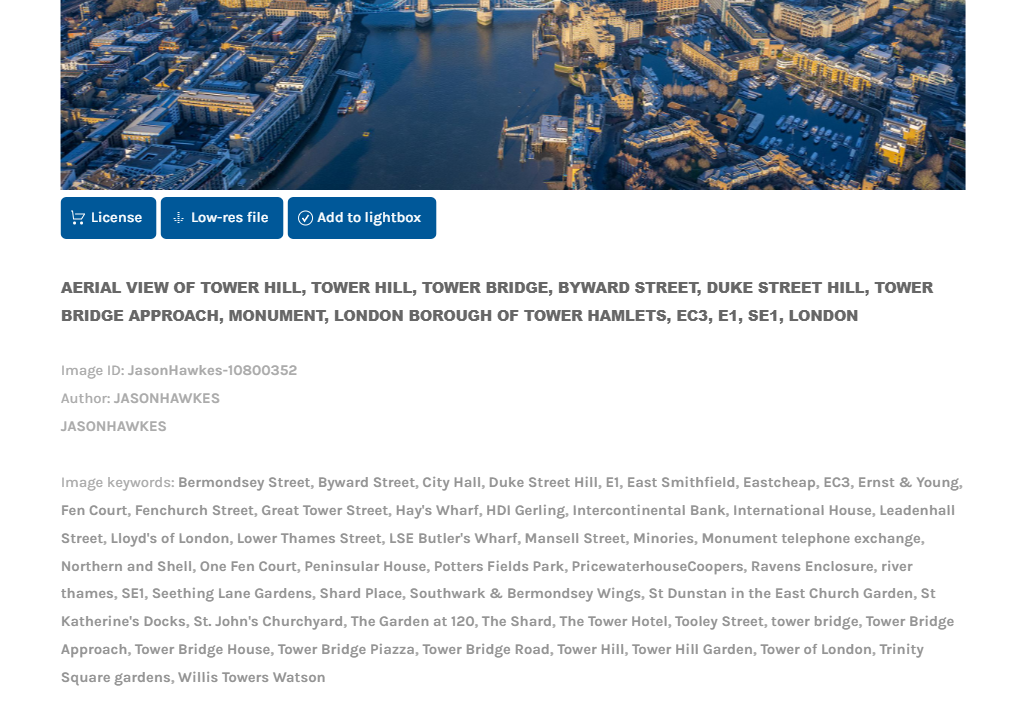 License
Low-res file
Add to lightbox
AERIAL VIEW OF TOWER HILL, TOWER HILL, TOWER BRIDGE, BYWARD STREET, DUKE STREET HILL, TOWER
BRIDGE APPROACH, MONUMENT, LONDON BOROUGH OF TOWER HAMLETS, EC3, E1, SE1, LONDON
Image ID: JasonHawkes-10800352
Author: JASONHAWKES
JASONHAWKES
Image keywords: Bermondsey Street, Byward Street, City Hall, Duke Street Hill, E1, East Smithfield, Eastcheap, EC3, Ernst & Young,
Fen Court, Fenchurch Street, Great Tower Street, Hay's Wharf, HDI Gerling, Intercontinental Bank, International House, Leadenhall
Street, Lloyd's of London, Lower Thames Street, LSE Butler's Wharf, Mansell Street, Minories, Monument telephone exchange,
Northern and Shell, One Fen Court, Peninsular House, Potters Fields Park, PricewaterhouseCoopers, Ravens Enclosure, river
thames, SE1, Seething Lane Gardens, Shard Place, Southwark & Bermondsey Wings, St Dunstan in the East Church Garden, St
Katherine's Docks, St. John's Churchyard, The Garden at 120, The Shard, The Tower Hotel, Tooley Street, tower bridge, Tower Bridge
Approach, Tower Bridge House, Tower Bridge Piazza, Tower Bridge Road, Tower Hill, Tower Hill Garden, Tower of London, Trinity
Square gardens, Willis Towers Watson